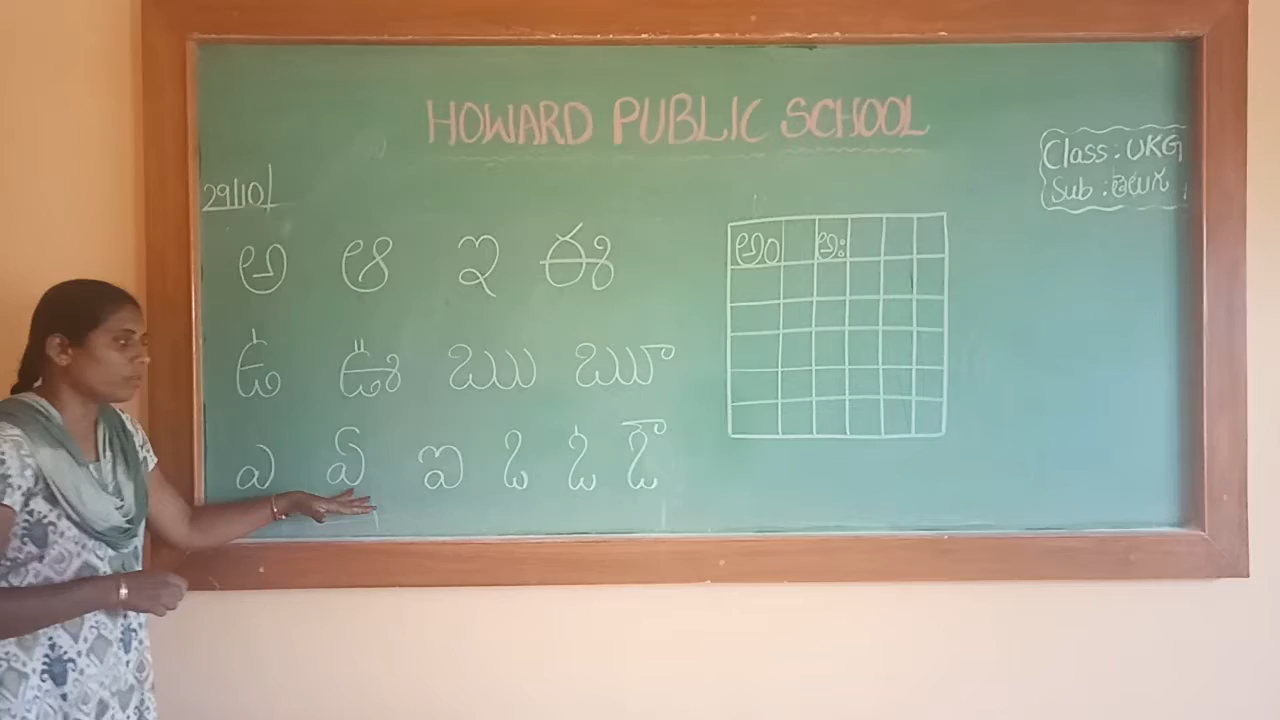 HOWARD PUBLIC SCHOOL
Class: UKG
Sub: తెలుగు
29/10/
అ ఆ ఇ ఈ
ఉ ఊ ఋ ౠ
ఎ ఏ ఐ ఒ ఓ ఔ
అం అః